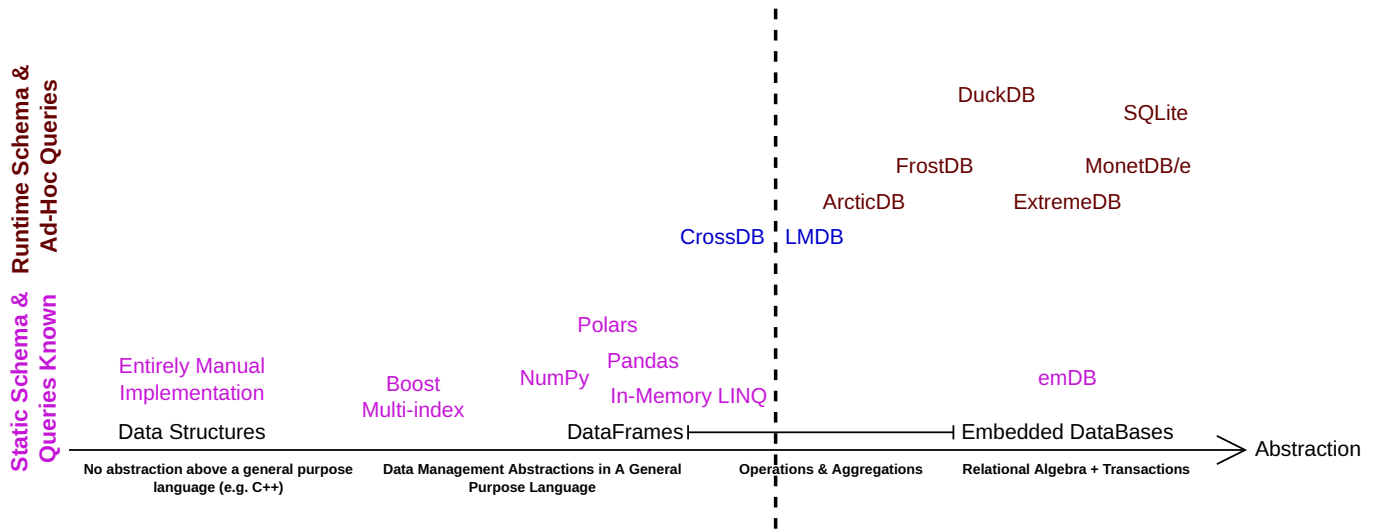 Runtime Schema &
Ad-Hoc Queries
Static Schema &
Queries Known
DuckDB
SQLite
FrostDB
MonetDB/e
ArcticDB
ExtremeDB
CrossDB
LMDB
Polars
Pandas
Entirely Manual
Implementation
Boost
Multi-index
NumPy
In-Memory LINQ
emDB
Data Structures
DataFrames
Embedded DataBases
Abstraction
No abstraction above a general purpose
language (e.g. C++)
Data Management Abstractions in A General
Purpose Language
Operations & Aggregations
Relational Algebra + Transactions